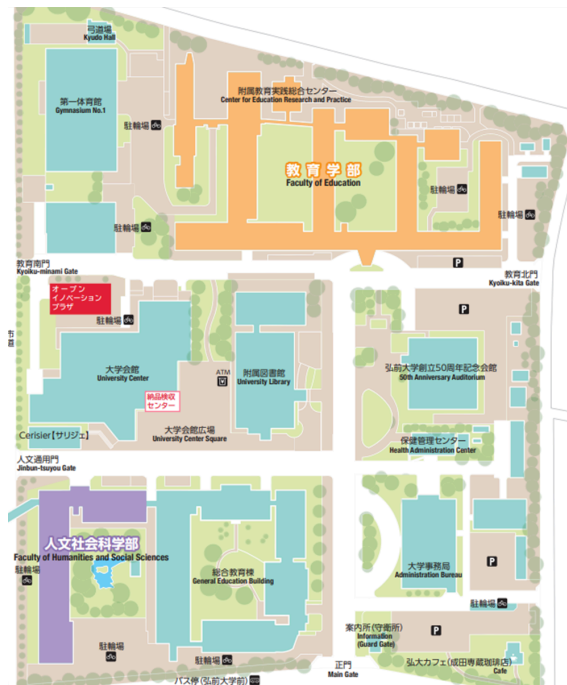 弓道場
Kyudo Hall
第一体育館
Gymnasium No.1
附属教育実践総合センター
Center for Education Research and Practice
駐輪場
教育学部
Faculty of Education
駐輪場
駐輪場
駐輪場
P
教育南門
Kyoiku-minami Gate
教育北門
Kyoiku-kita Gate
オープン
イノベーション
プラザ
駐輪場
P
市道
大学会館
University Center
ATM
附属図書館
University Library
弘前大学創立50周年記念会館
50th Anniversary Auditorium
納品検収
センター
Cerisier【サリジェ】
大学会館広場
University Center Square
保健管理センター
Health Administration Center
人文通用門
Jinbun-tsuyou Gate
人文社会科学部
Faculty of Humanities and Social Sciences
駐輪場
総合教育棟
General Education Building
大学事務局
Administration Bureau
P
駐輪場
案内所(守衛所)
Information
(Guard Gate)
P
駐輪場
駐輪場
正門
Main Gate
弘大カフェ(成田専蔵珈琲店)
Cafe
バス停(弘前大学前)